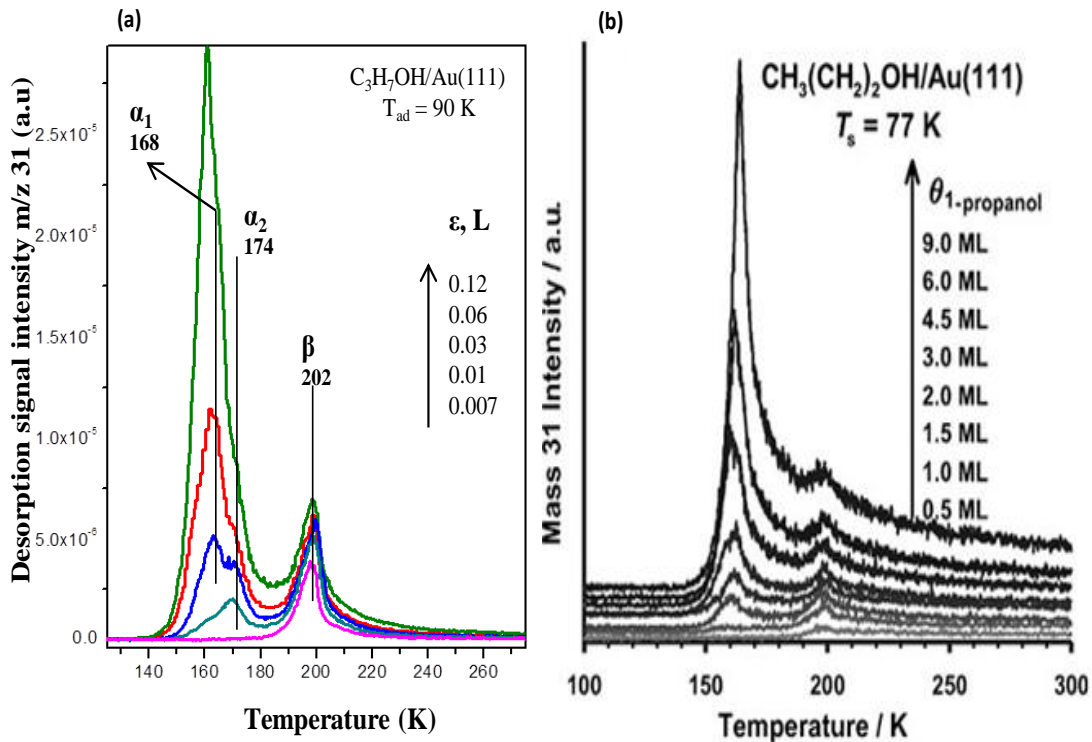 (a)
C₃H₇OH/Au(111)
Tₐd = 90 K
α₁
168
α₂
174
β
202
ε, L
0.12
0.06
0.03
0.01
0.007
2.5x10⁻⁵
2.0x10⁻⁵
1.5x10⁻⁵
1.0x10⁻⁵
5.0x10⁻⁶
0.0
Desorption signal intensity m/z 31 (a.u)
140 160 180 200 220 240 260
Temperature (K)
(b)
CH₃(CH₂)₂OH/Au(111)
Tₛ = 77 K
θ₁₋propanol
9.0 ML
6.0 ML
4.5 ML
3.0 ML
2.0 ML
1.5 ML
1.0 ML
0.5 ML
Mass 31 Intensity / a.u.
100 150 200 250 300
Temperature / K